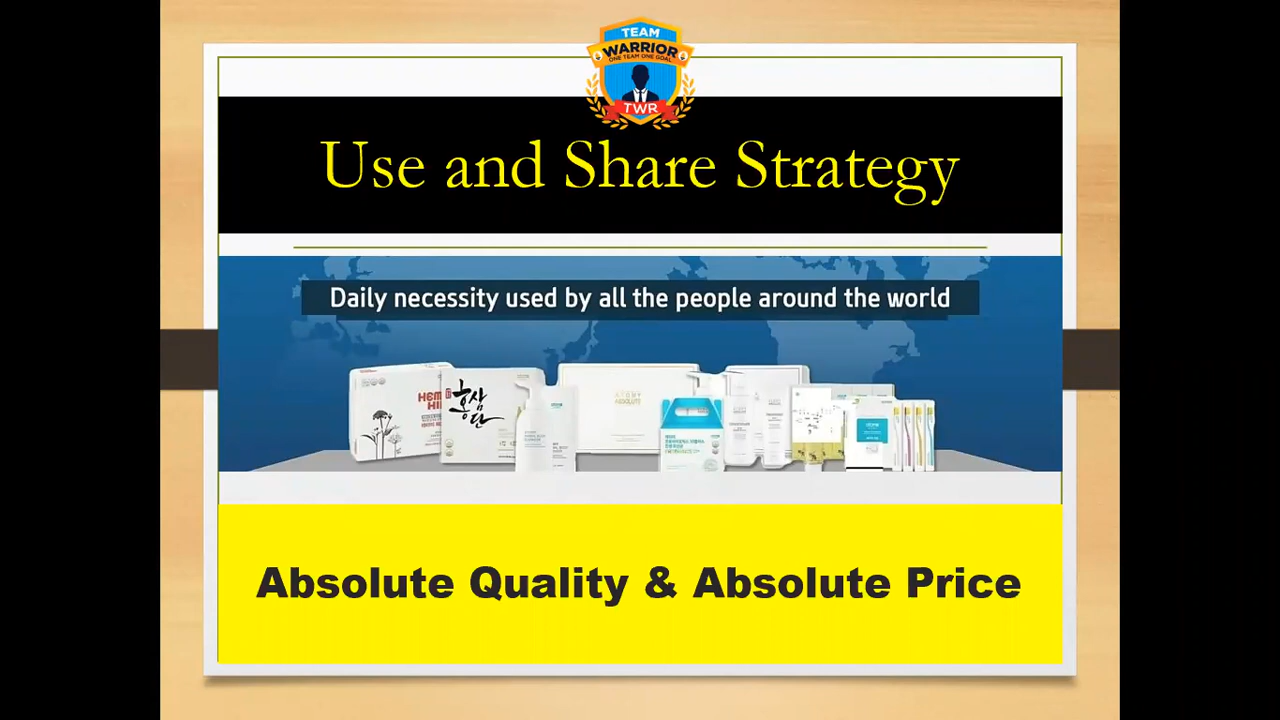 TEAM
WARRIOR
ONE TEAM ONE GOAL
TWR
Use and Share Strategy
Daily necessity used by all the people around the world
홍삼
단
ATOMY
ABSOLUTE
Absolute Quality & Absolute Price